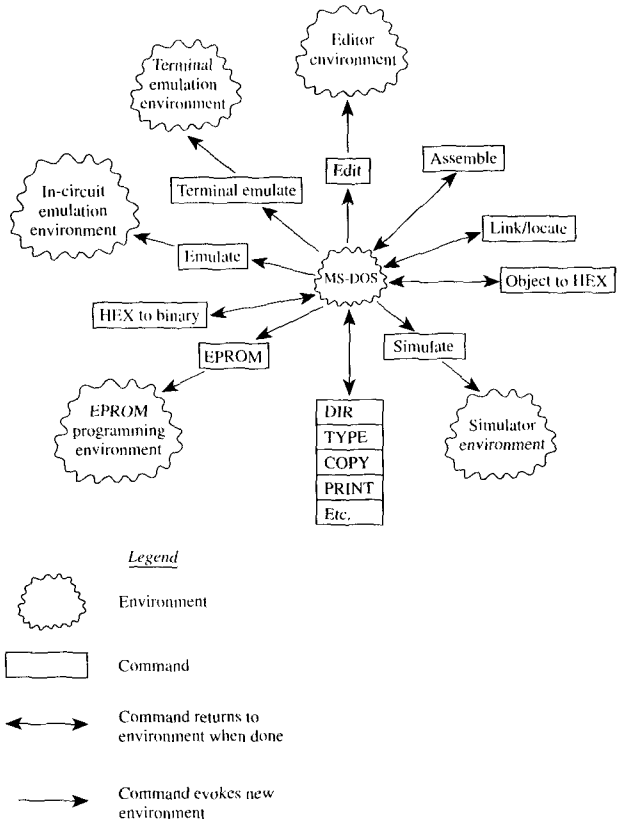 Editor
environment
Terminal
emulation
environment
Edit
Assemble
In-circuit
emulation
environment
Terminal emulate
Link/locate
Emulate
MS-DOS
Object to HEX
HEX to binary
EPROM
Simulate
EPROM
programming
environment
DIR
TYPE
COPY
PRINT
Etc.
Simulator
environment
Legend
Environment
Command
Command returns to
environment when done
Command evokes new
environment